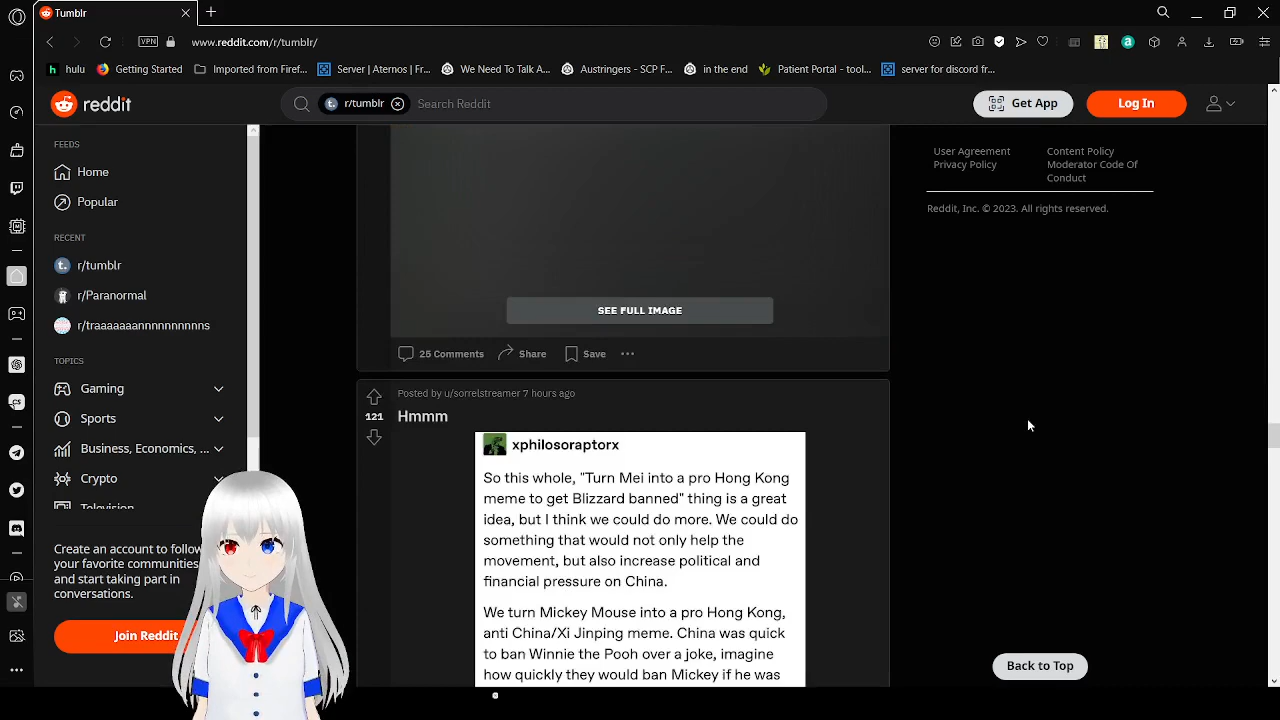 Tumblr
VPN
www.reddit.com/r/tumblr/
hulu
Getting Started
Imported from Firef...
Server | Aternos | Fr...
We Need To Talk A...
Austringers - SCP F...
in the end
Patient Portal - tool...
server for discord fr...
reddit
r/tumblr
Search Reddit
Get App
Log In
FEEDS
Home
Popular
RECENT
r/tumblr
r/Paranormal
r/traaaaaaannnnnnnnnns
TOPICS
Gaming
Sports
Business, Economics, ...
Crypto
Television
Create an account to follow
your favorite communities
and start taking part in
conversations.
Join Reddit
SEE FULL IMAGE
25 Comments
Share
Save
Posted by u/sorrelstreamer 7 hours ago
121
Hmmm
xphilosoraptorx
So this whole, "Turn Mei into a pro Hong Kong
meme to get Blizzard banned" thing is a great
idea, but I think we could do more. We could do
something that would not only help the
movement, but also increase political and
financial pressure on China.
We turn Mickey Mouse into a pro Hong Kong,
anti China/Xi Jinping meme. China was quick
to ban Winnie the Pooh over a joke, imagine
how quickly they would ban Mickey if he was
User Agreement
Privacy Policy
Content Policy
Moderator Code Of
Conduct
Reddit, Inc. © 2023. All rights reserved.
Back to Top